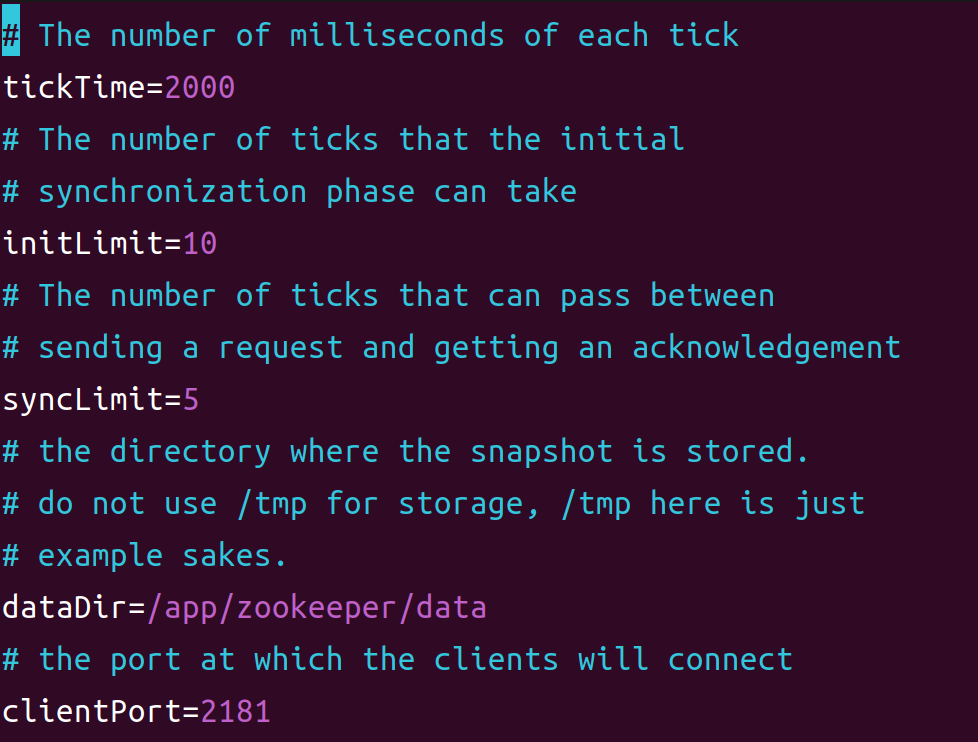 # The number of milliseconds of each tick
tickTime=2000
# The number of ticks that the initial
# synchronization phase can take
initLimit=10
# The number of ticks that can pass between
# sending a request and getting an acknowledgement
syncLimit=5
# the directory where the snapshot is stored.
# do not use /tmp for storage, /tmp here is just
# example sakes.
dataDir=/app/zookeeper/data
# the port at which the clients will connect
clientPort=2181